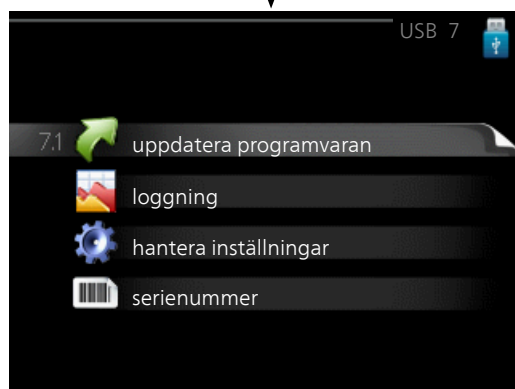 USB 7
7.1 uppdatera programvaran
loggning
hantera inställningar
serienummer